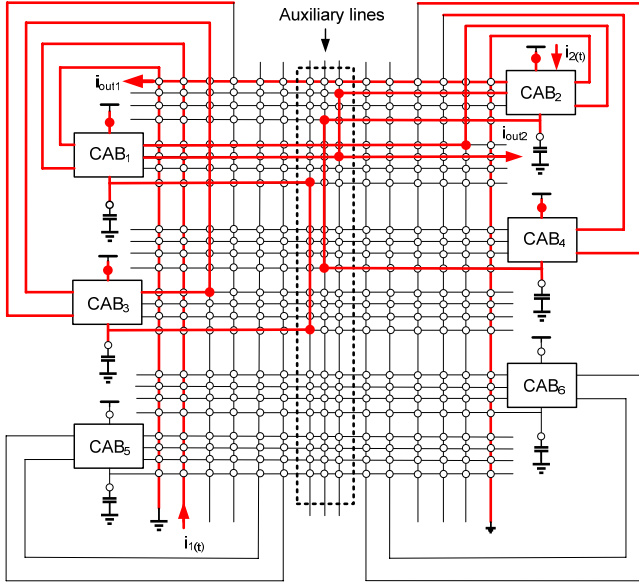 Auxiliary lines
iout1
i2(t)
CAB2
iout2
CAB1
CAB4
CAB3
CAB6
CAB5
i1(t)